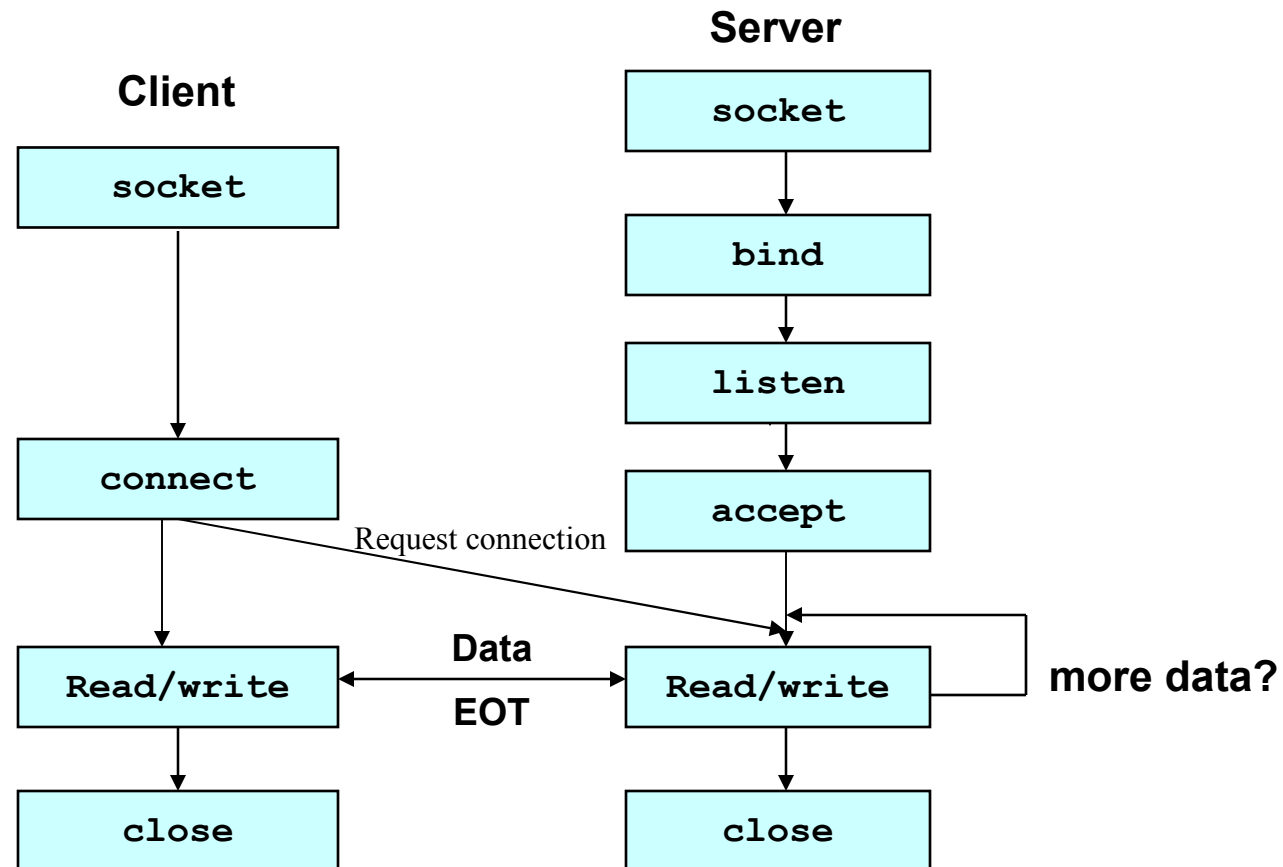 Server
Client
socket
socket
bind
listen
connect
accept
Request connection
Data
Read/write
Read/write
more data?
EOT
close
close